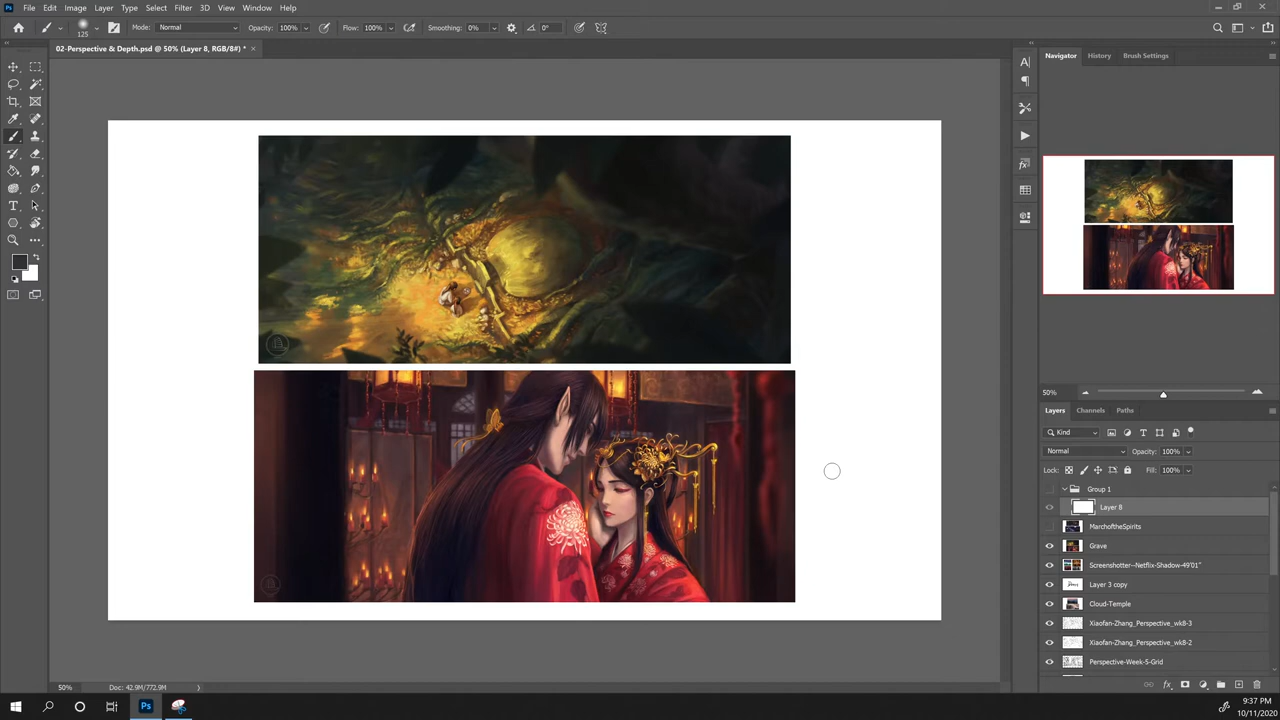 File Edit Image Layer Type Select Filter 3D View Window Help
125 Mode: Normal Opacity: 100% Flow: 100% Smoothing: 0% 0°
02-Perspective & Depth.psd @ 50% (Layer 8, RGB/8#) *
Navigator History Brush Settings
50%
Layers Channels Paths
Kind
Normal Opacity: 100%
Lock: Fill: 100%
Group 1
Layer 8
MarchoftheSpirits
Grave
Screenshotter--Netflix-Shadow-49'01"
Layer 3 copy
Cloud-Temple
Xiaofan-Zhang_Perspective_wk8-3
Xiaofan-Zhang_Perspective_wk8-2
Perspective-Week-5-Grid
50% Doc: 42.9M/772.9M
9:37 PM
10/11/2020